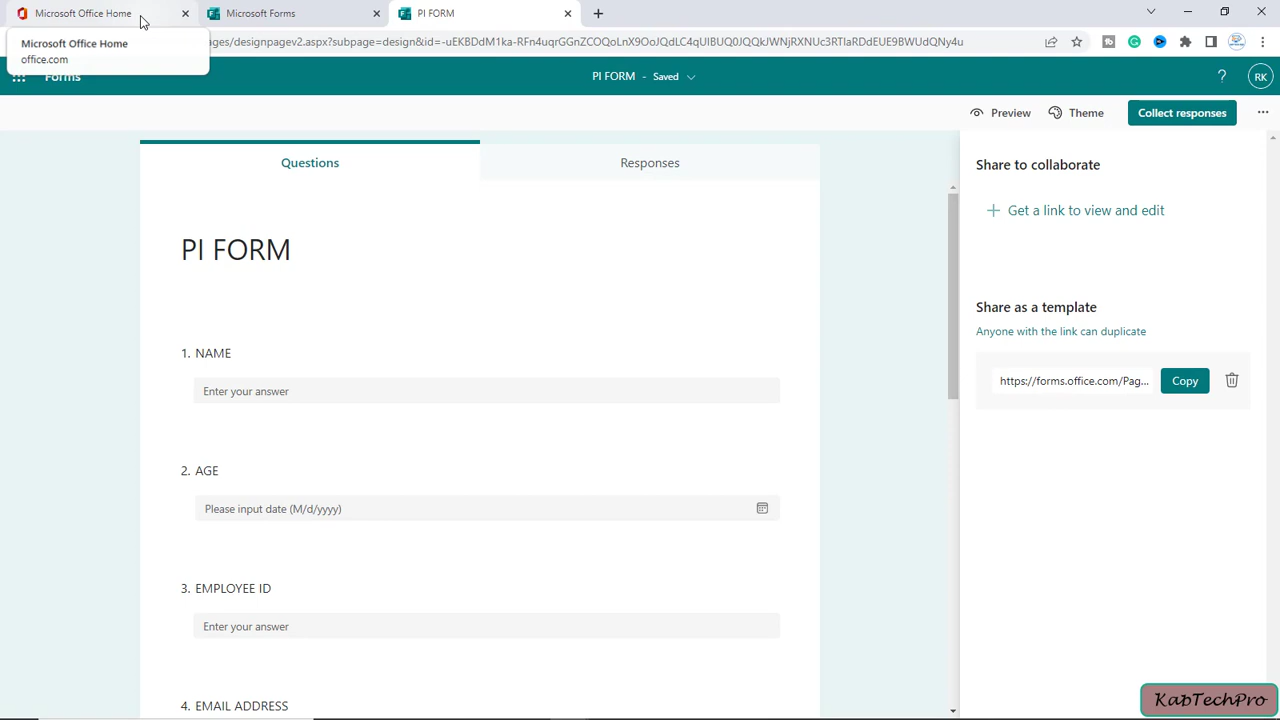 Microsoft Office Home
Microsoft Forms
PI FORM
Microsoft Office Home
office.com
ages/designpagev2.aspx?subpage=design&id=-uEKBDdM1ka-RFn4uqrGGnZCOQoLnX9OoJQdLC4qUIBUQ0JQQkJWNjRXNUc3RTlaRDdEUE9BWUdQNy4u
Forms
PI FORM - Saved
?
RK
Preview
Theme
Collect responses
Questions
Responses
Share to collaborate
Get a link to view and edit
PI FORM
Share as a template
Anyone with the link can duplicate
1. NAME
https://forms.office.com/Pag...
Copy
Enter your answer
2. AGE
Please input date (M/d/yyyy)
3. EMPLOYEE ID
Enter your answer
4. EMAIL ADDRESS
KabTechPro